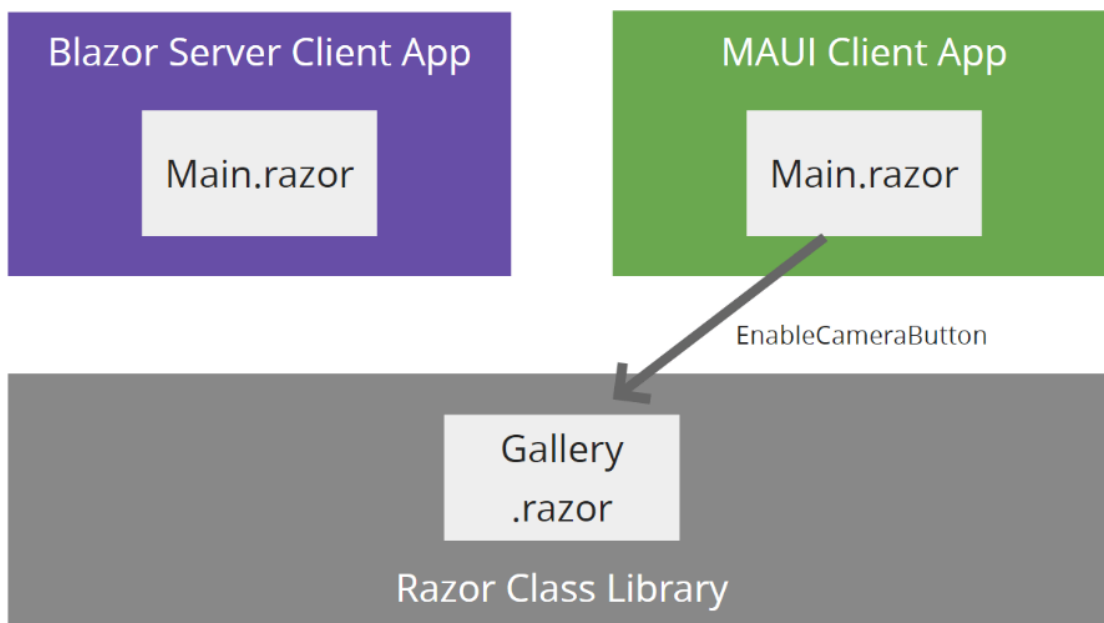 Blazor Server Client App
MAUI Client App
Main.razor
Main.razor
EnableCameraButton
Gallery
.razor
Razor Class Library